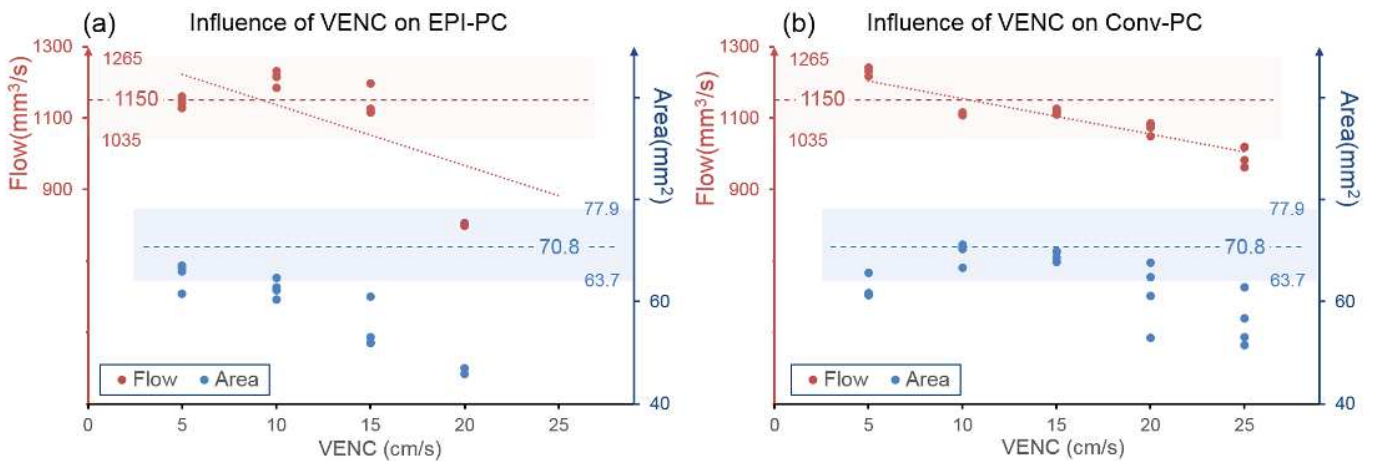 (a) Influence of VENC on EPI-PC
1300
1265
1150
1100
1035
900
Flow(mm³/s)
Area(mm²)
77.9
70.8
63.7
60
40
Flow Area
0 5 10 15 20 25
VENC (cm/s)
(b) Influence of VENC on Conv-PC
1300
1265
1150
1100
1035
900
Flow(mm³/s)
Area(mm²)
77.9
70.8
63.7
60
40
Flow Area
0 5 10 15 20 25
VENC (cm/s)